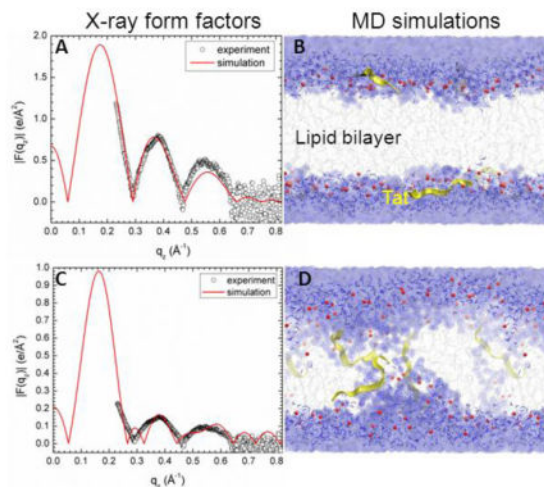 X-ray form factors
MD simulations
A
experiment
simulation
|F(q_z)| (e/Å²)
2.0
1.5
1.0
0.5
0.0
0.0 0.1 0.2 0.3 0.4 0.5 0.6 0.7 0.8
q_z (Å⁻¹)
B
Lipid bilayer
Tat
C
experiment
simulation
|F(q_z)| (e/Å²)
1.0
0.9
0.8
0.7
0.6
0.5
0.4
0.3
0.2
0.1
0.0
0.0 0.1 0.2 0.3 0.4 0.5 0.6 0.7 0.8
q_z (Å⁻¹)
D